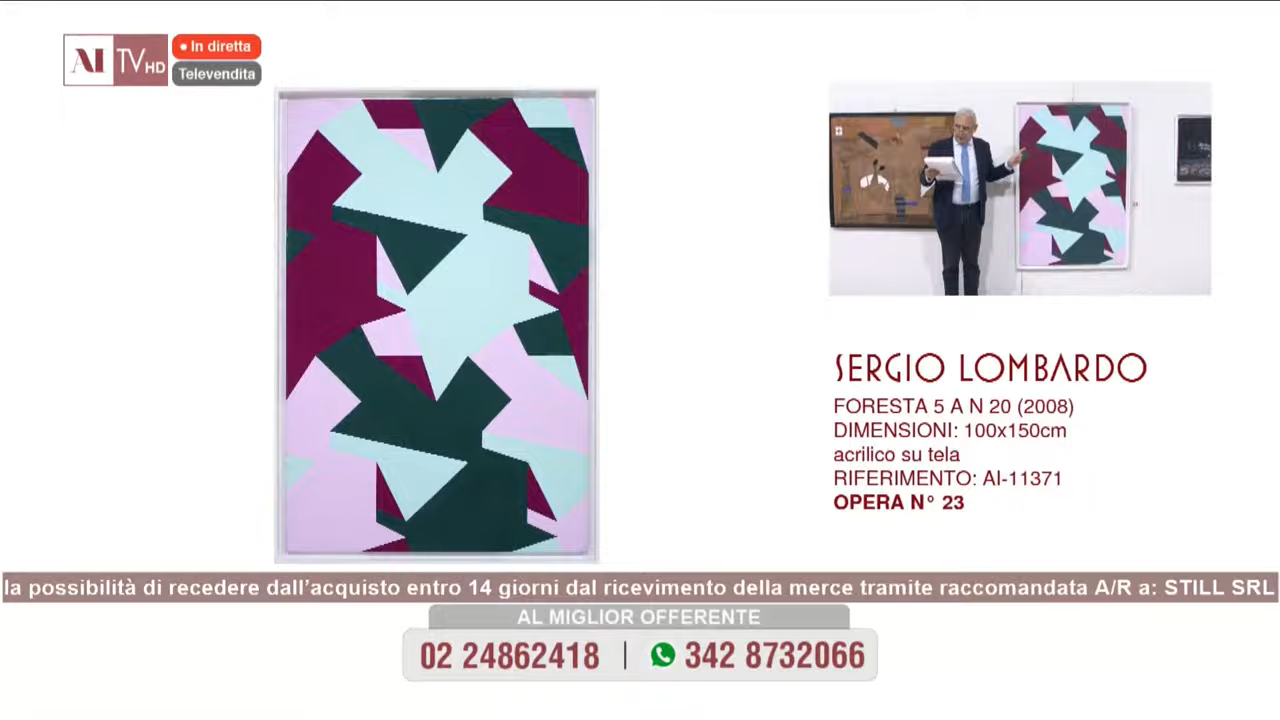 AI TV HD
• In diretta
Televendita
SERGIO LOMBARDO
FORESTA 5 A N 20 (2008)
DIMENSIONI: 100x150cm
acrilico su tela
RIFERIMENTO: AI-11371
OPERA N° 23
la possibilità di recedere dall'acquisto entro 14 giorni dal ricevimento della merce tramite raccomandata A/R a: STILL SRL
AL MIGLIOR OFFERENTE
02 24862418 | 342 8732066